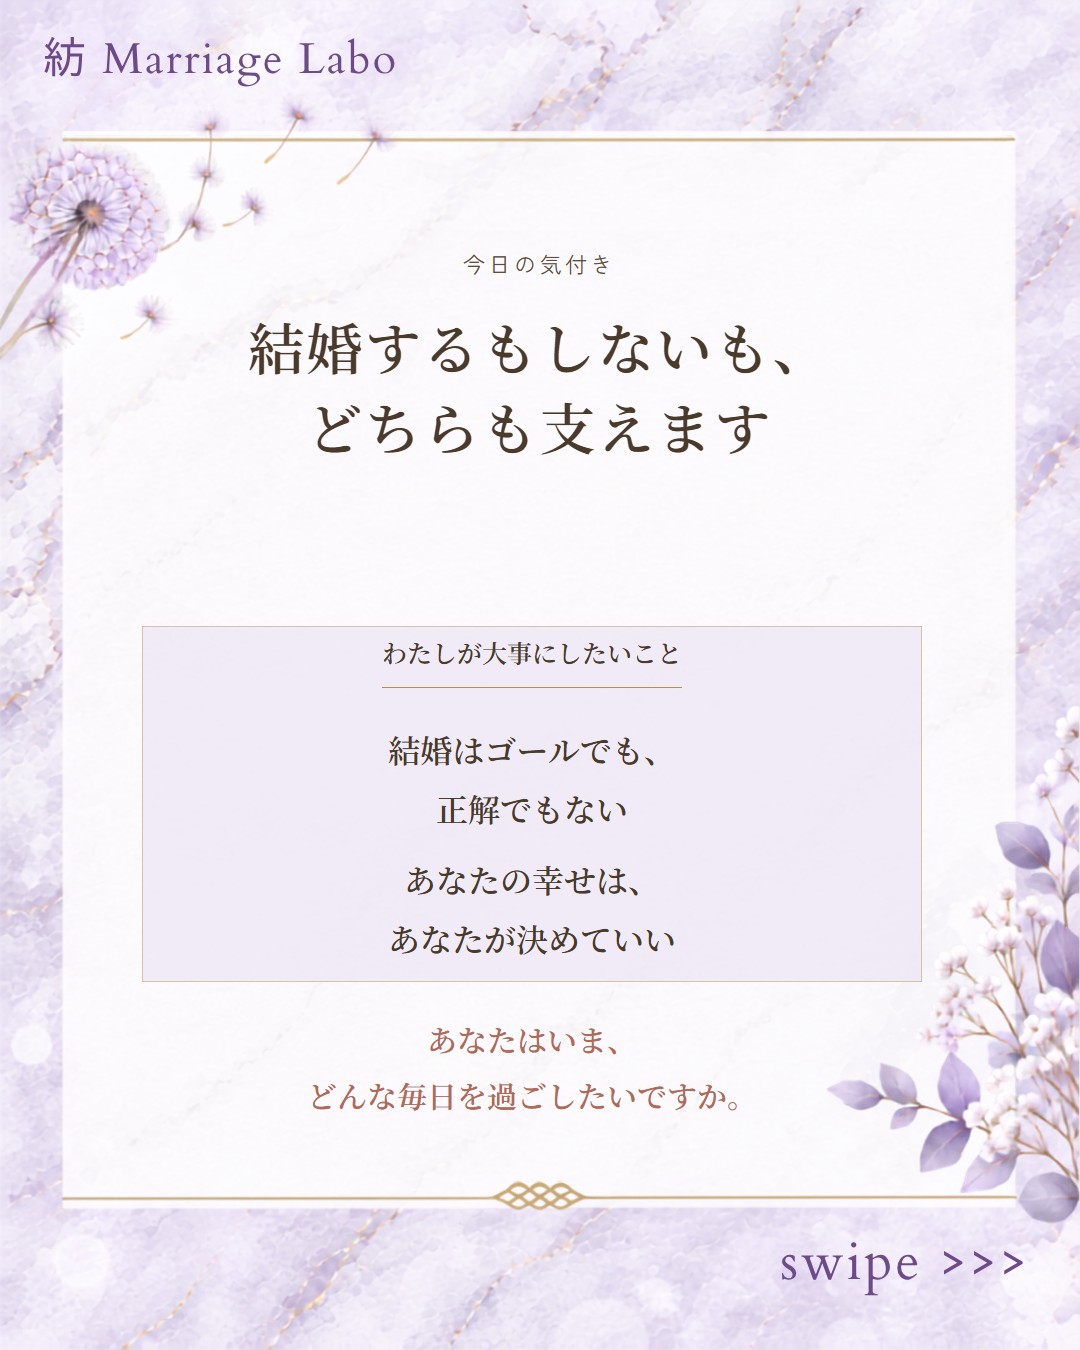 紡 Marriage Labo
今日の気付き
結婚するもしないも、
どちらも支えます
わたしが大事にしたいこと
結婚はゴールでも、
正解でもない
あなたの幸せは、
あなたが決めていい
あなたはいま、
どんな毎日を過ごしたいですか。
swipe >>>